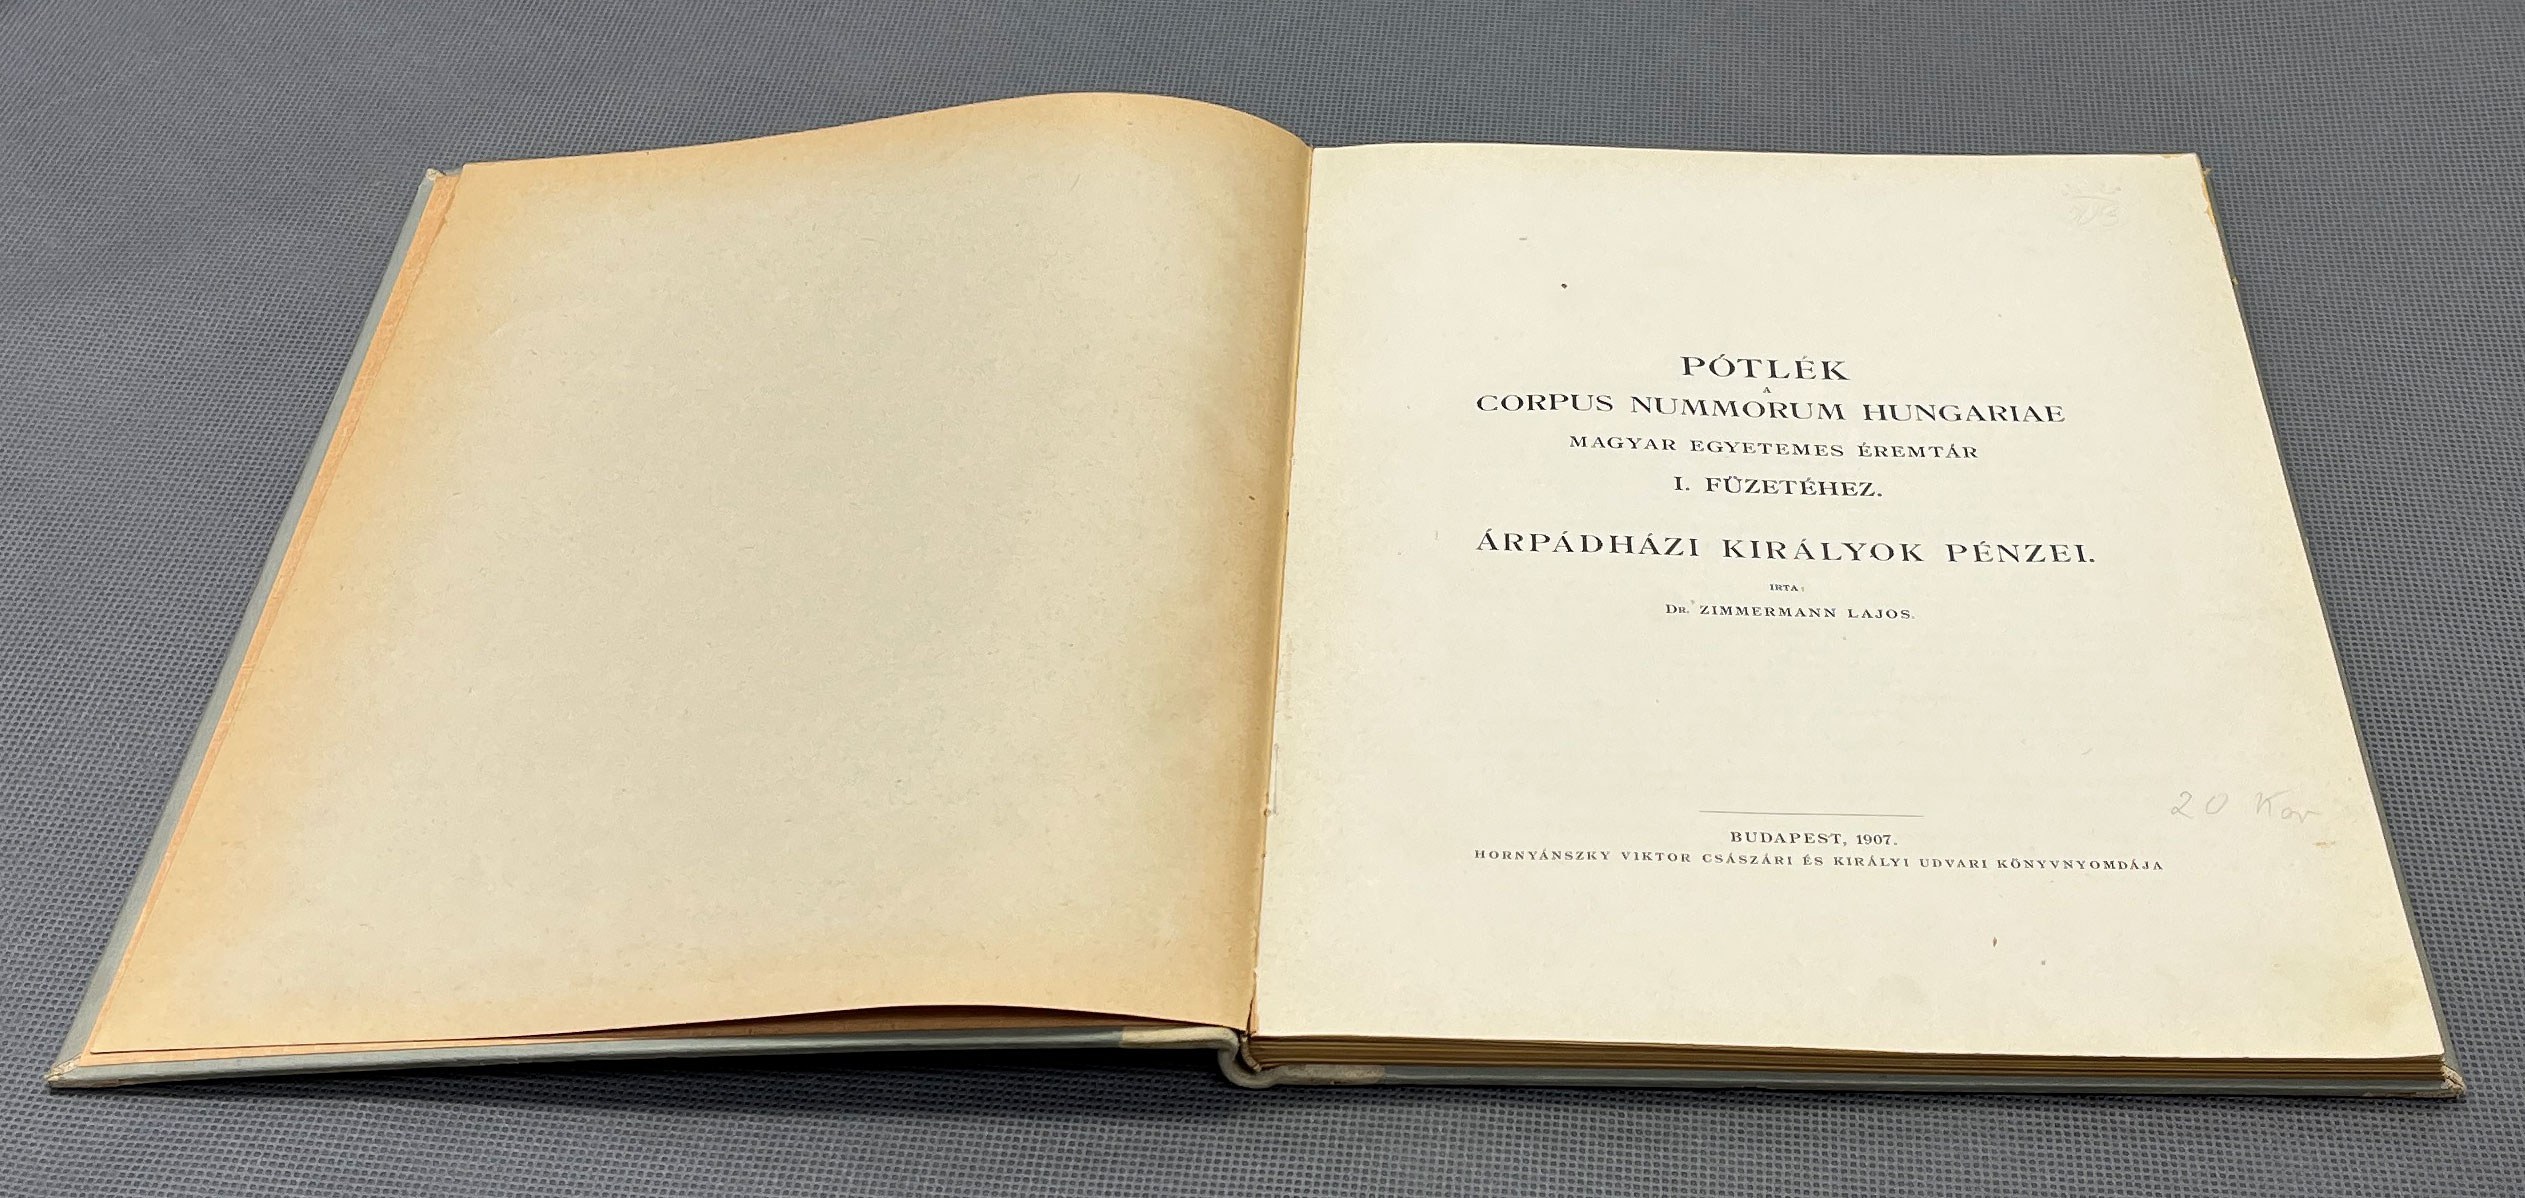 PÓTLÉK
A
CORPUS NUMMORUM HUNGARIAE
MAGYAR EGYETEMES ÉREMTÁR
I. FÜZETÉHEZ.
ÁRPÁDHÁZI KIRÁLYOK PÉNZEI.
IRTA:
DR. ZIMMERMANN LAJOS.
20 Kor
BUDAPEST, 1907.
HORNYÁNSZKY VIKTOR CSÁSZÁRI ÉS KIRÁLYI UDVARI KÖNYVNYOMDÁJA